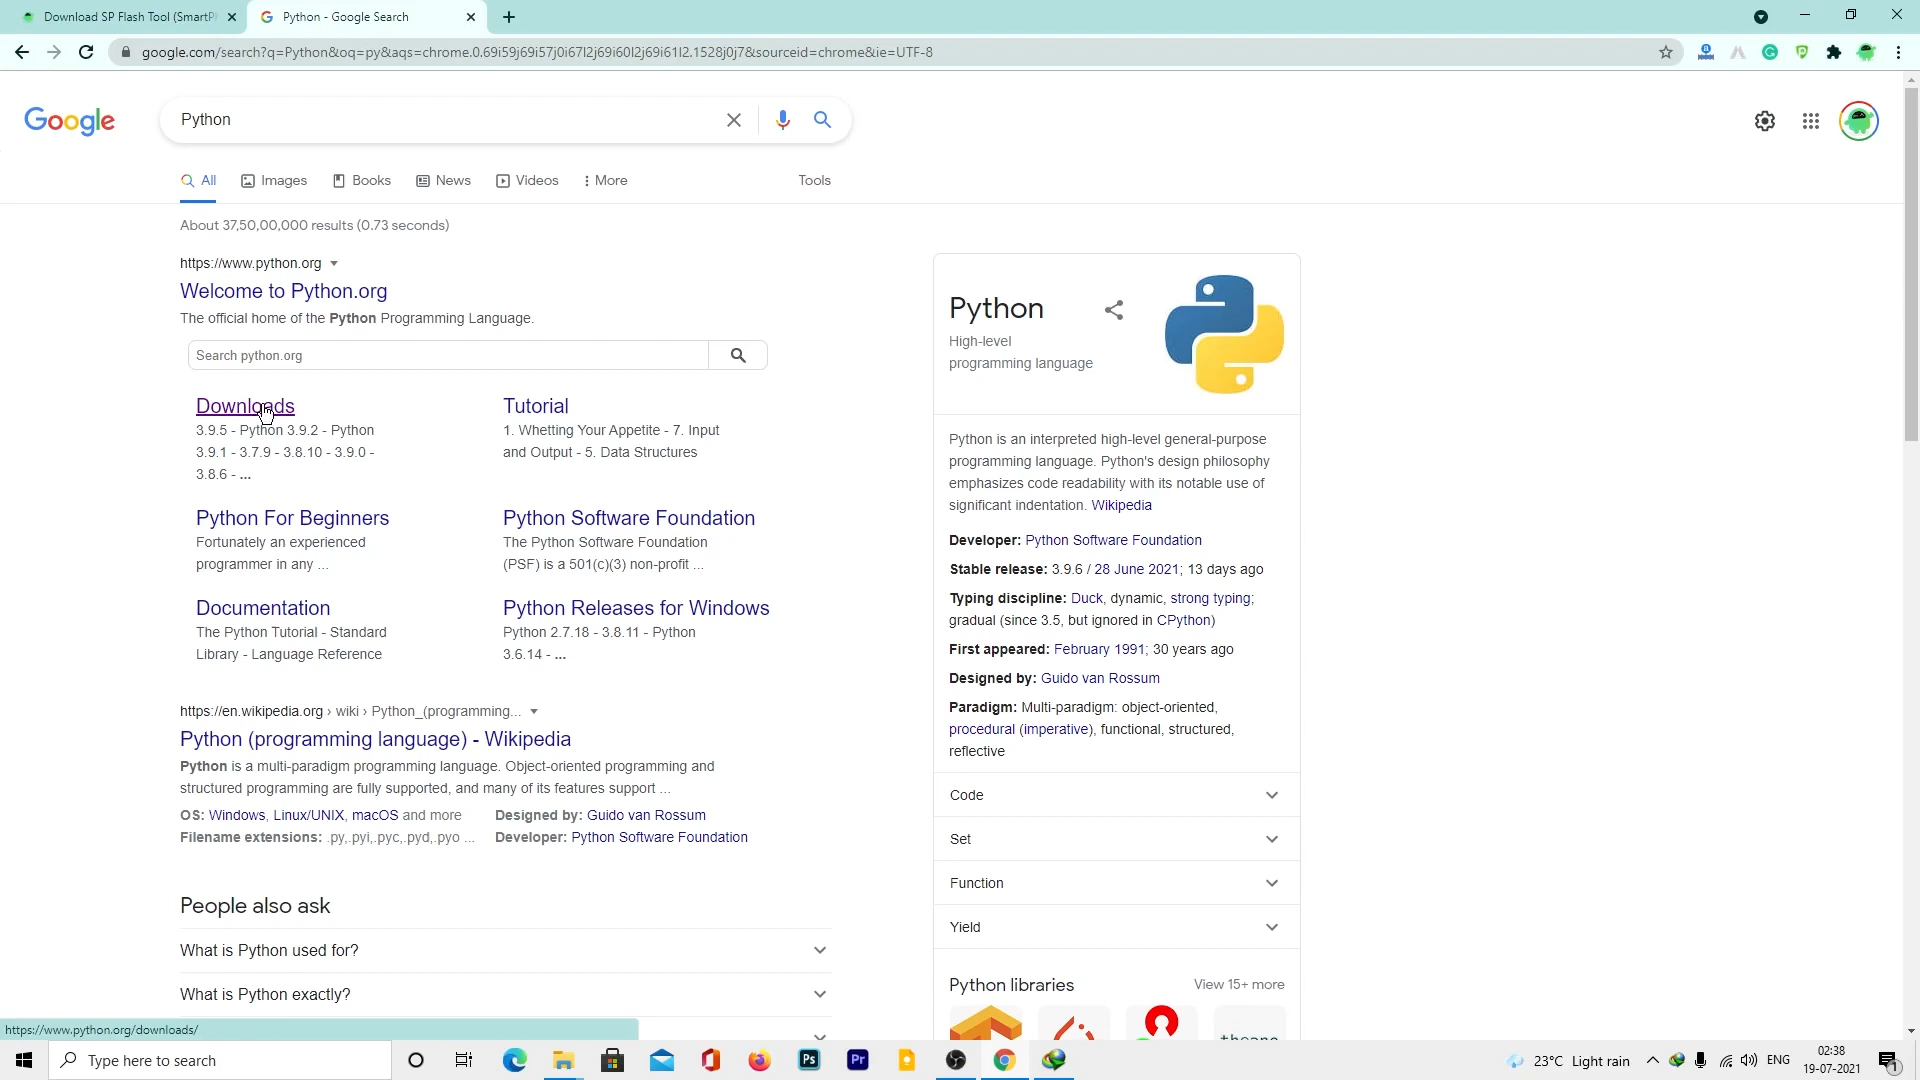 Download SP Flash Tool (SmartPh
Python - Google Search
google.com/search?q=Python&oq=py&aqs=chrome.0.69i59j69i57j0i67l2j69i60l2j69i61l2.1528j0j7&sourceid=chrome&ie=UTF-8
Google
Python
All
Images
Books
News
Videos
More
Tools
About 37,50,00,000 results (0.73 seconds)
https://www.python.org
Welcome to Python.org
The official home of the Python Programming Language.
Search python.org
Downloads
3.9.5 - Python 3.9.2 - Python
3.9.1 - 3.7.9 - 3.8.10 - 3.9.0 -
3.8.6 - ...
Tutorial
1. Whetting Your Appetite - 7. Input
and Output - 5. Data Structures
Python For Beginners
Fortunately an experienced
programmer in any ...
Python Software Foundation
The Python Software Foundation
(PSF) is a 501(c)(3) non-profit ...
Documentation
The Python Tutorial - Standard
Library - Language Reference
Python Releases for Windows
Python 2.7.18 - 3.8.11 - Python
3.6.14 - ...
https://en.wikipedia.org › wiki › Python_(programming...
Python (programming language) - Wikipedia
Python is a multi-paradigm programming language. Object-oriented programming and
structured programming are fully supported, and many of its features support ...
OS: Windows, Linux/UNIX, macOS and more
Designed by: Guido van Rossum
Filename extensions: .py,.pyi,.pyc,.pyd,.pyo ...
Developer: Python Software Foundation
People also ask
What is Python used for?
What is Python exactly?
Python
High-level
programming language
Python is an interpreted high-level general-purpose
programming language. Python's design philosophy
emphasizes code readability with its notable use of
significant indentation. Wikipedia
Developer: Python Software Foundation
Stable release: 3.9.6 / 28 June 2021; 13 days ago
Typing discipline: Duck, dynamic, strong typing;
gradual (since 3.5, but ignored in CPython)
First appeared: February 1991; 30 years ago
Designed by: Guido van Rossum
Paradigm: Multi-paradigm: object-oriented,
procedural (imperative), functional, structured,
reflective
Code
Set
Function
Yield
Python libraries
View 15+ more
theano
https://www.python.org/downloads/
Type here to search
Ps
Pr
23°C Light rain
ENG
02:38
19-07-2021
1